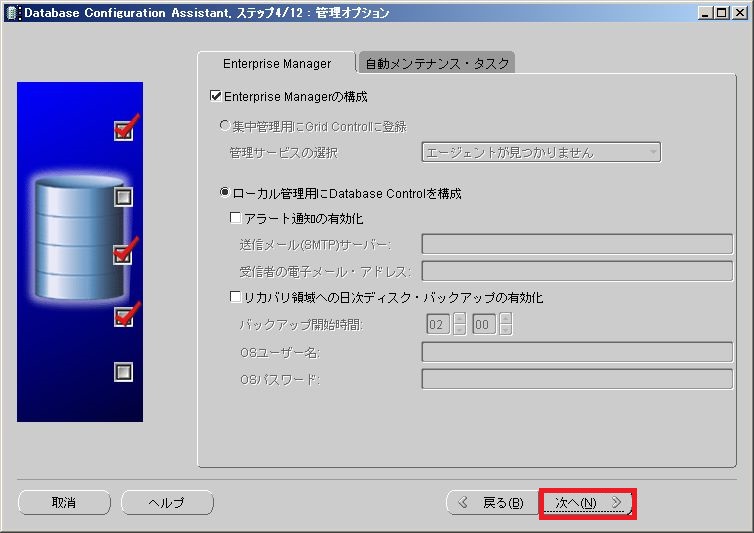 Database Configuration Assistant, ステップ4/12 : 管理オプション
Enterprise Manager
自動メンテナンス・タスク
Enterprise Managerの構成
集中管理用にGrid Controlに登録
管理サービスの選択
エージェントが見つかりません
ローカル管理用にDatabase Controlを構成
アラート通知の有効化
送信メール(SMTP)サーバー:
受信者の電子メール・アドレス:
リカバリ領域への日次ディスク・バックアップの有効化
バックアップ開始時間: 02 00
OSユーザー名:
OSパスワード:
取消 ヘルプ 戻る(B) 次へ(N)